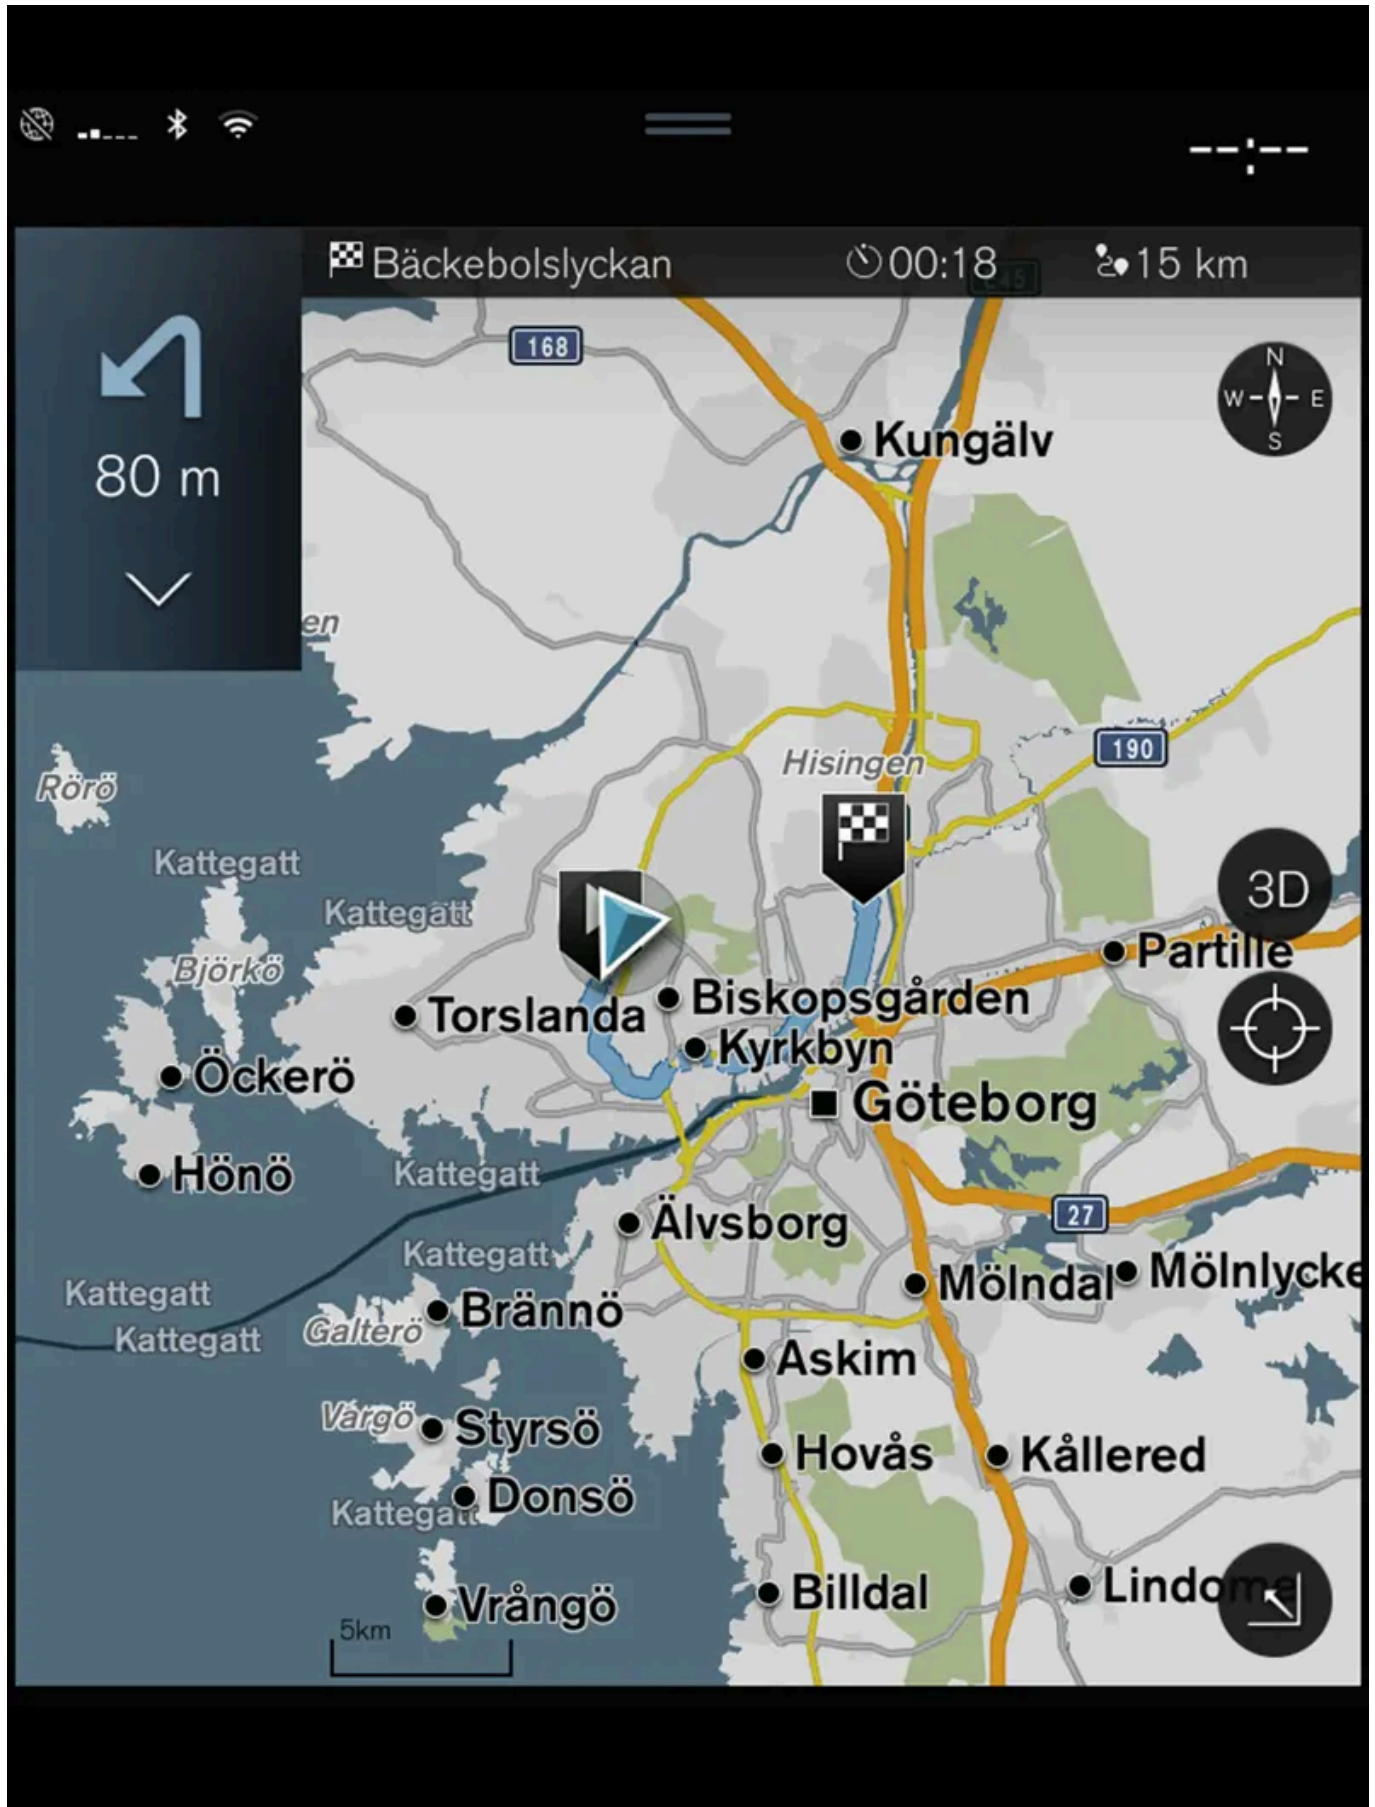 --:--
Bäckebolslyckan 00:18 15 km
80 m
168
N
W E
S
Kungälv
en
190
Hisingen
Rörö
Kattegatt
Kattegatt
3D
Björkö
Partille
Torslanda
Biskopsgården
Kyrkbyn
Öckerö
Göteborg
Hönö
Kattegatt
27
Älvsborg
Kattegatt
Mölndal
Mölnlycke
Kattegatt
Brännö
Galterö
Kattegatt
Askim
Vargö
Styrsö
Hovås
Kållered
Donsö
Kattegatt
Billdal
Lindome
Vrångö
5km